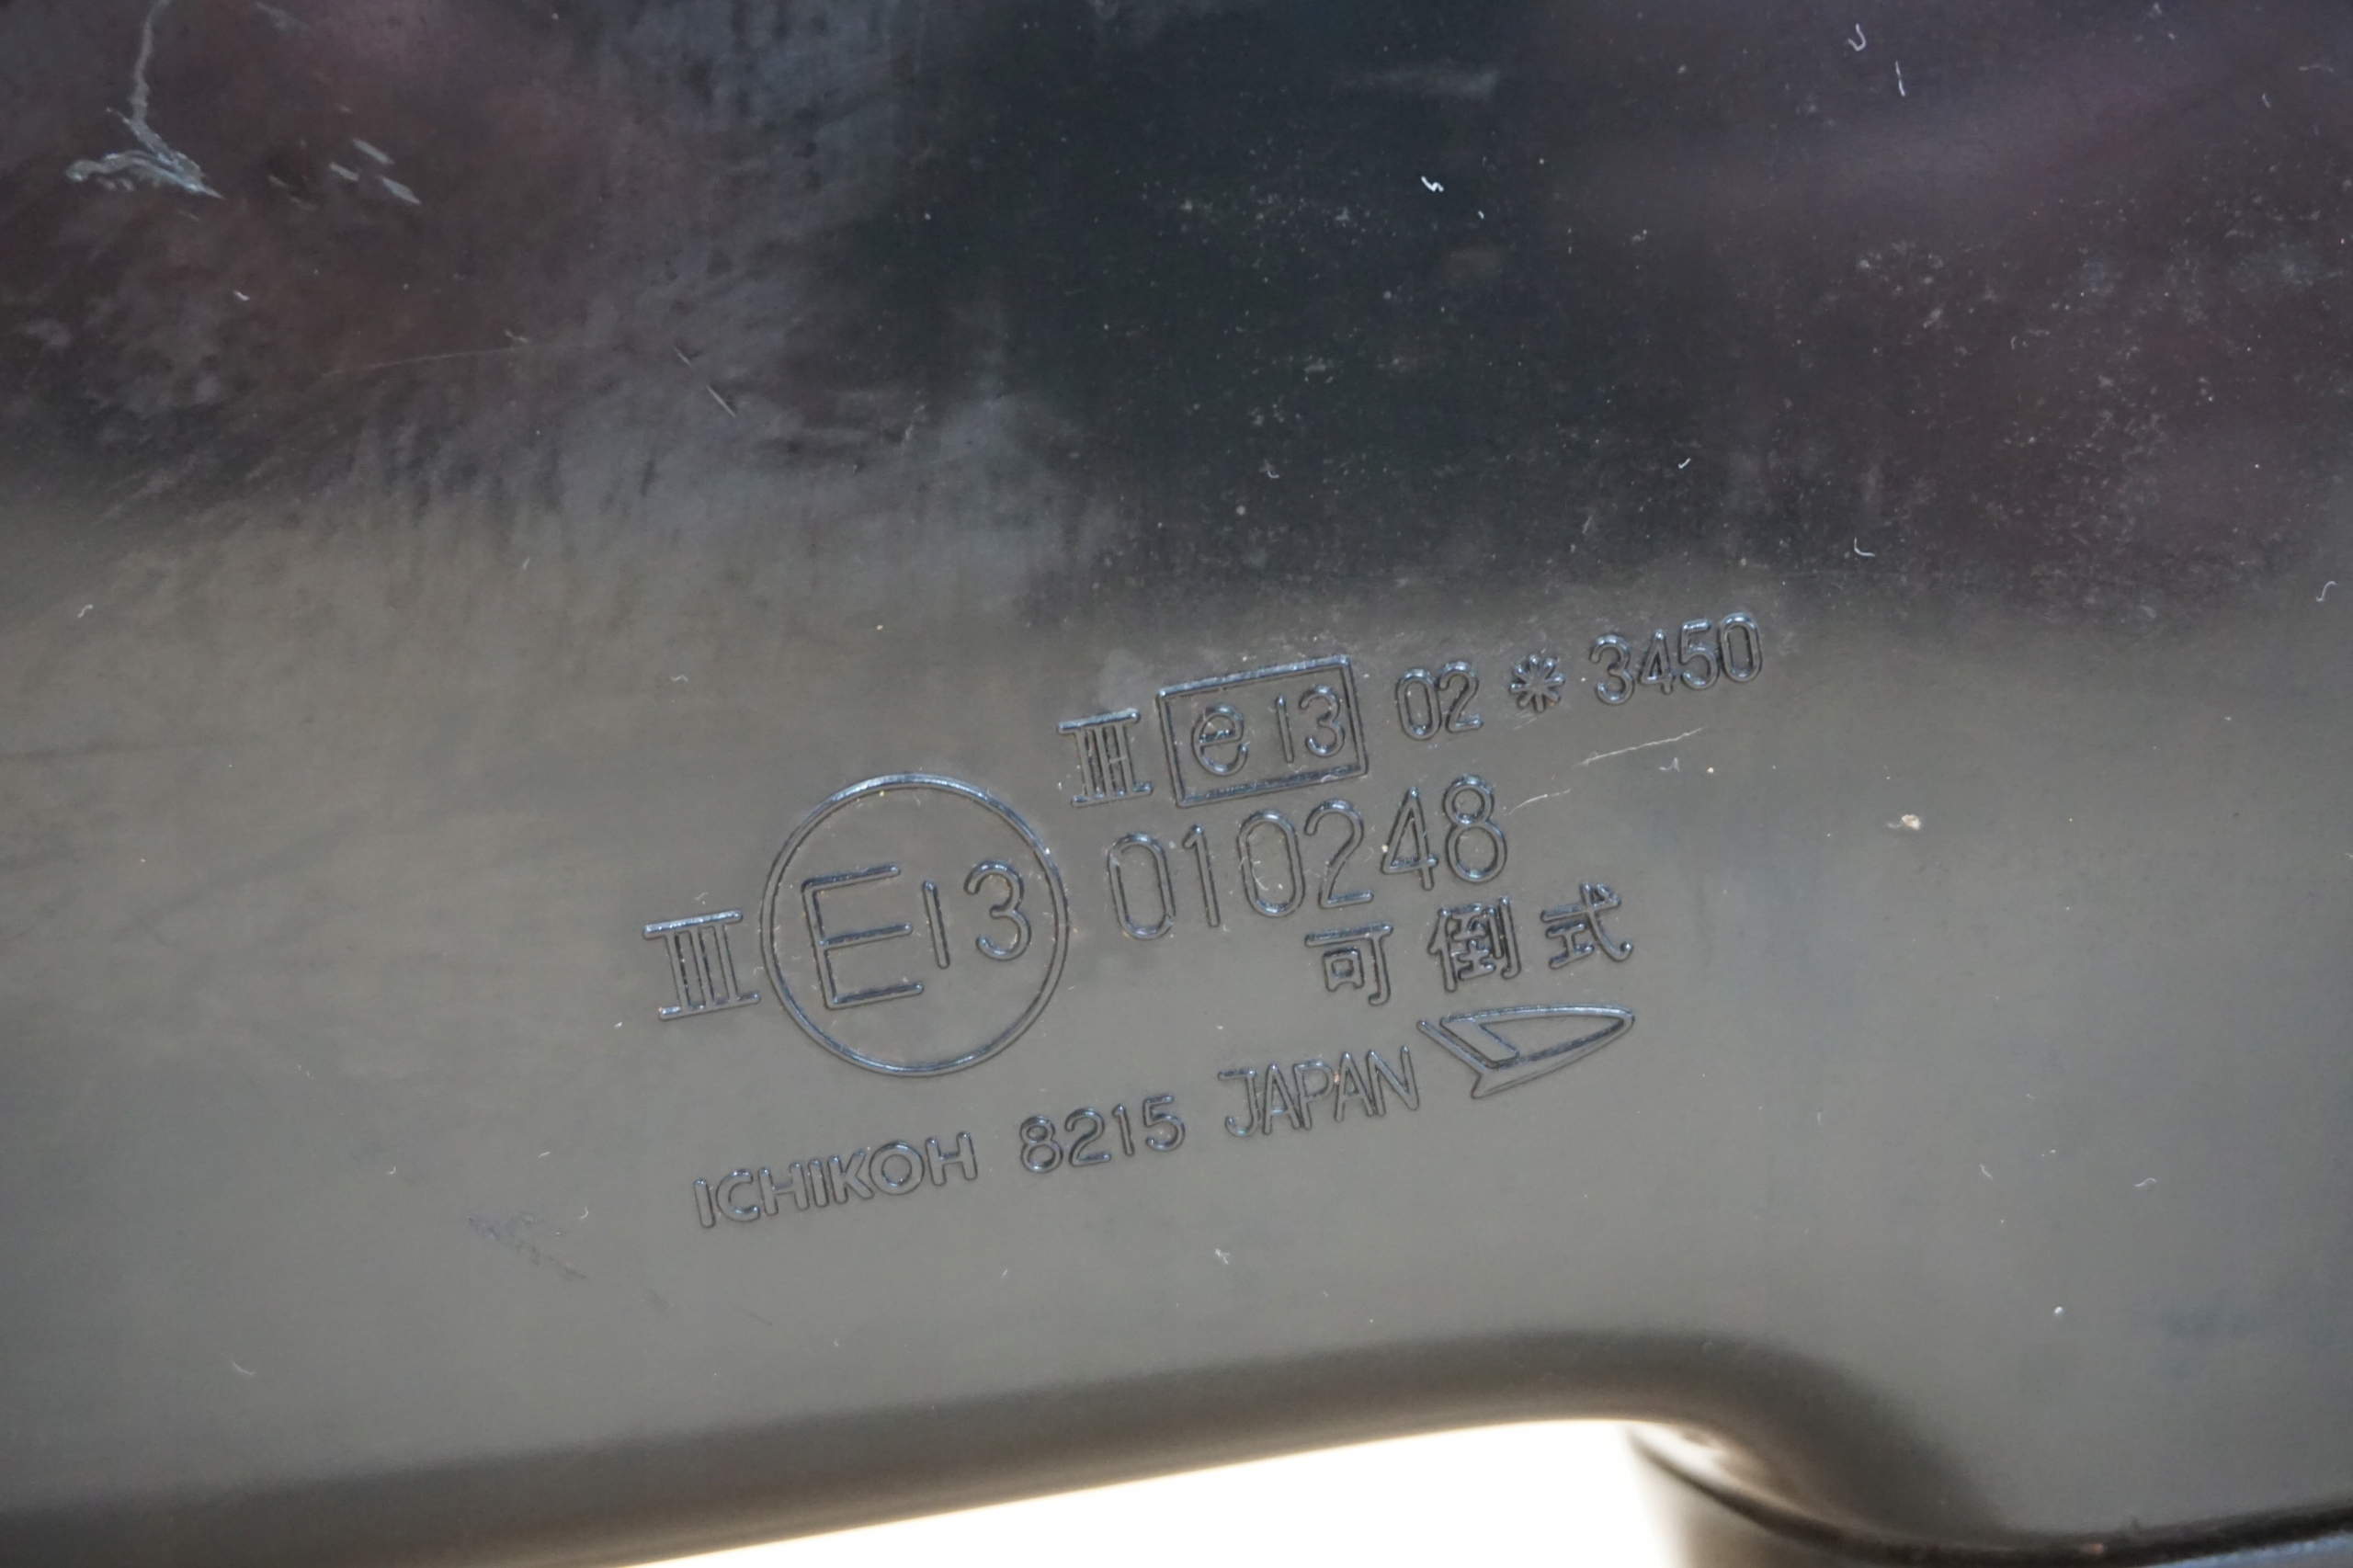 III e13 02 * 3450
III E13 010248
可倒式
ICHIKOH 8215 JAPAN